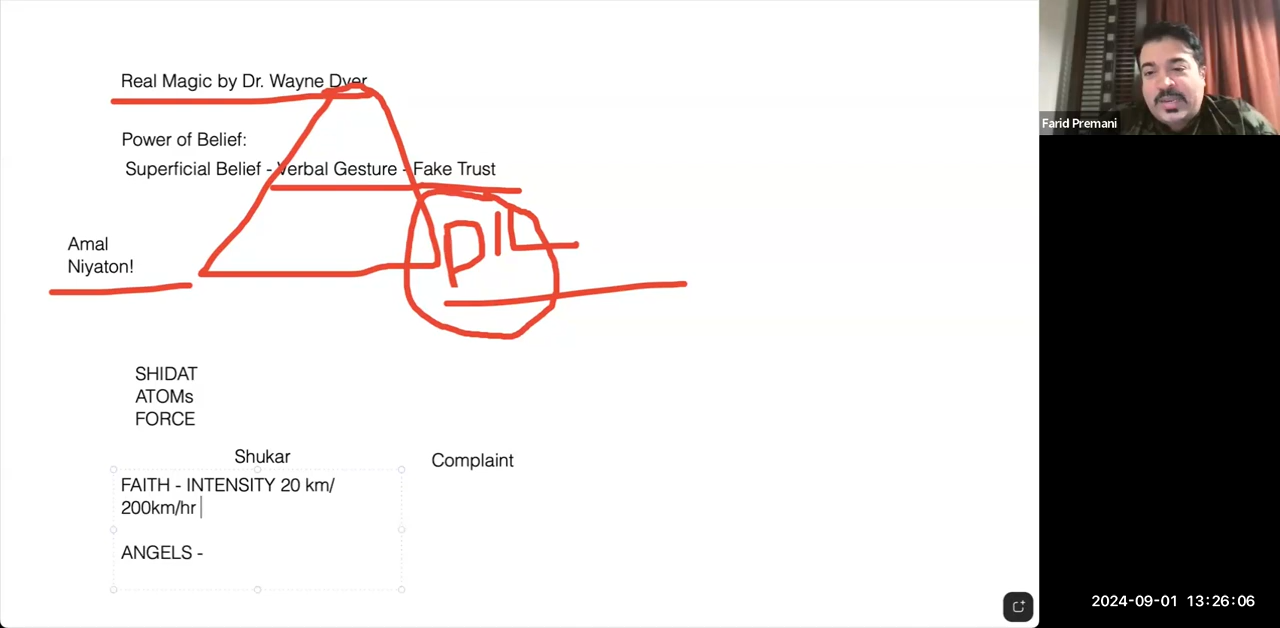 Real Magic by Dr. Wayne Dyer
Power of Belief:
Superficial Belief - Verbal Gesture - Fake Trust
Amal
Niyaton!
DIL
SHIDAT
ATOMs
FORCE
Shukar
Complaint
FAITH - INTENSITY 20 km/
200km/hr
ANGELS -
Farid Premani
2024-09-01 13:26:06